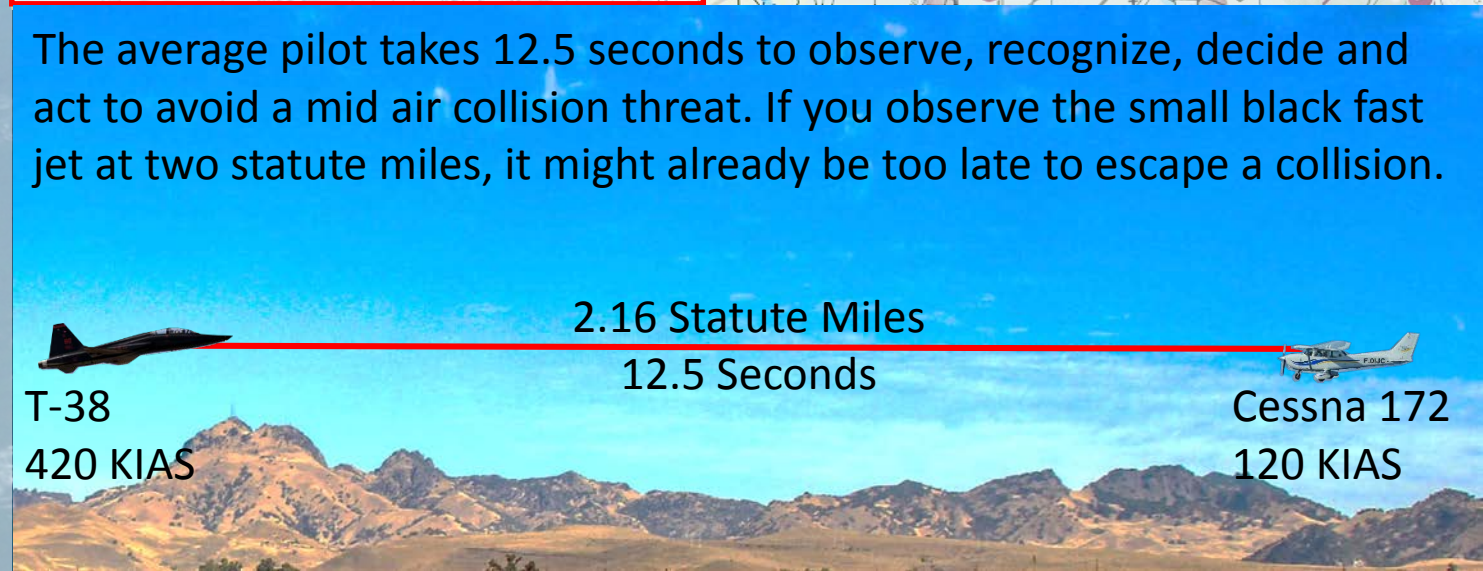 The average pilot takes 12.5 seconds to observe, recognize, decide and
act to avoid a mid air collision threat. If you observe the small black fast
jet at two statute miles, it might already be too late to escape a collision.
2.16 Statute Miles
12.5 Seconds
T-38
420 KIAS
Cessna 172
120 KIAS